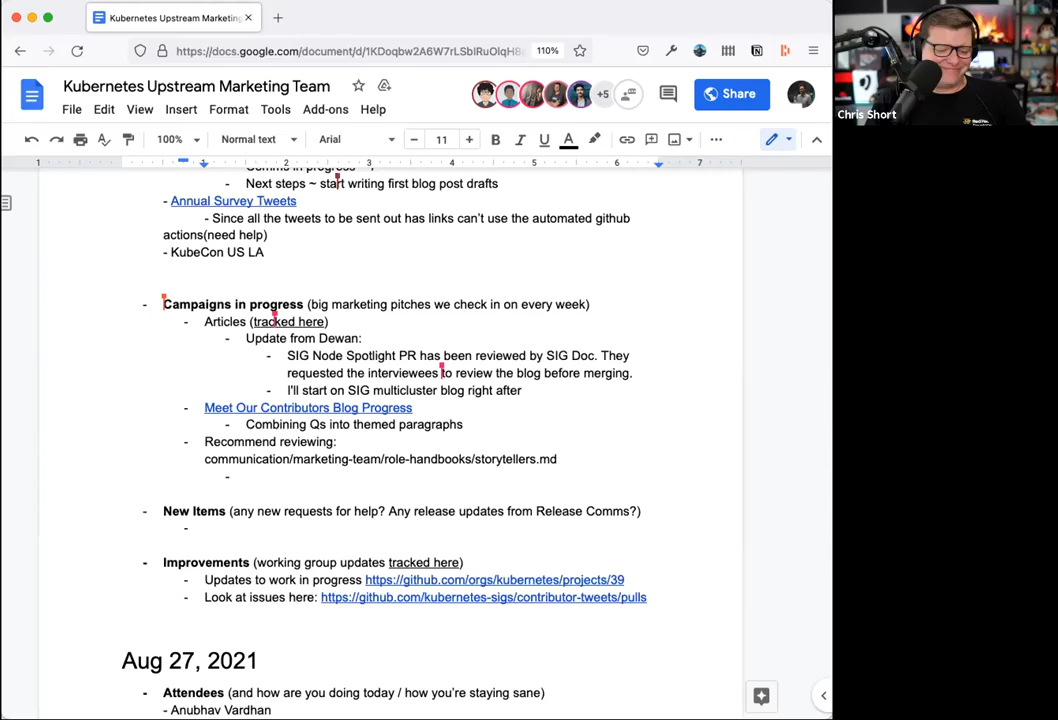 Kubernetes Upstream Marketing
https://docs.google.com/document/d/1KDoqbw2A6W7rLSbIRuOlqH8
110%
Kubernetes Upstream Marketing Team
File Edit View Insert Format Tools Add-ons Help
+5
Share
Chris Short
100% Normal text Arial 11 B I U A
1 1 2 3 4 5 6 7
- Next steps ~ start writing first blog post drafts
- Annual Survey Tweets
- Since all the tweets to be sent out has links can't use the automated github
actions(need help)
- KubeCon US LA
- Campaigns in progress (big marketing pitches we check in on every week)
- Articles (tracked here)
- Update from Dewan:
- SIG Node Spotlight PR has been reviewed by SIG Doc. They
requested the interviewees to review the blog before merging.
- I'll start on SIG multicluster blog right after
- Meet Our Contributors Blog Progress
- Combining Qs into themed paragraphs
- Recommend reviewing:
communication/marketing-team/role-handbooks/storytellers.md
-
- New Items (any new requests for help? Any release updates from Release Comms?)
-
- Improvements (working group updates tracked here)
- Updates to work in progress https://github.com/orgs/kubernetes/projects/39
- Look at issues here: https://github.com/kubernetes-sigs/contributor-tweets/pulls
Aug 27, 2021
- Attendees (and how are you doing today / how you're staying sane)
- Anubhav Vardhan